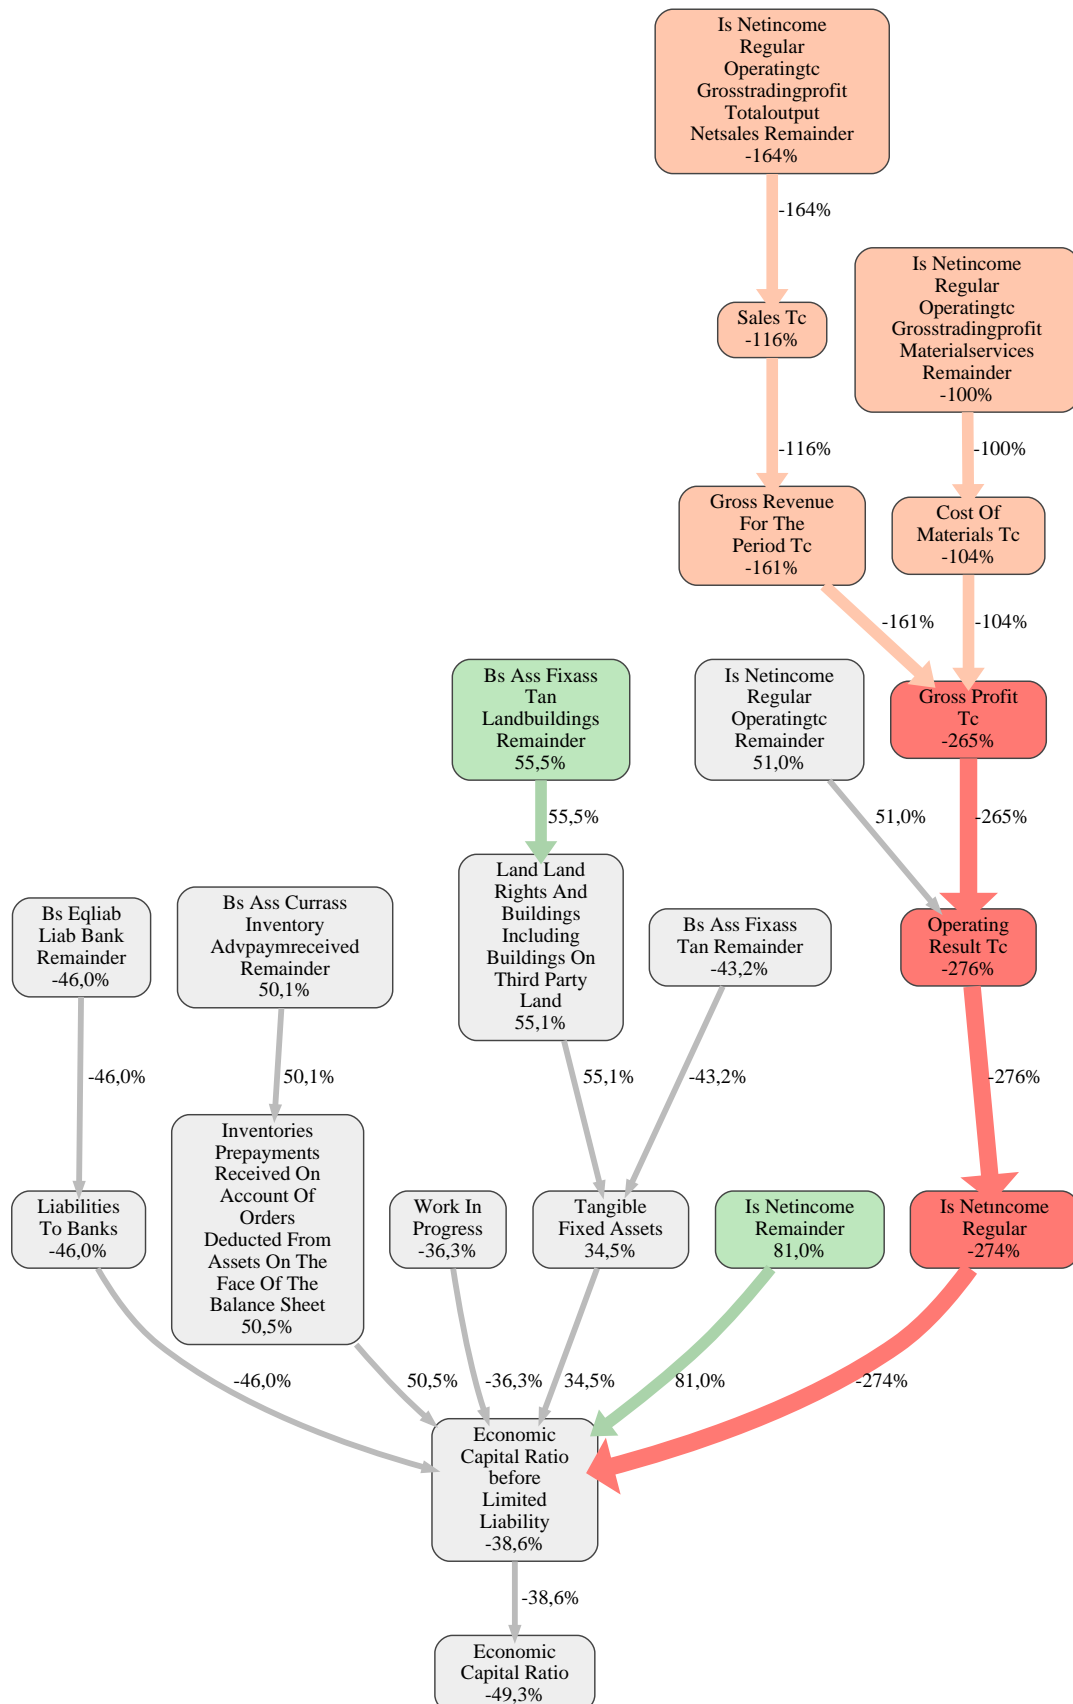 Is Netincome
Regular
Operatingtc
Grosstradingprofit
Totaloutput
Netsales Remainder
-164%
-164%
Is Netincome
Regular
Operatingtc
Grosstradingprofit
Materialservices
Remainder
-100%
Sales Tc
-116%
-116%
-100%
Gross Revenue
For The
Period Tc
-161%
Cost Of
Materials Tc
-104%
-161%
-104%
Bs Ass Fixass
Tan
Landbuildings
Remainder
55,5%
Is Netincome
Regular
Operatingtc
Remainder
51,0%
Gross Profit
Tc
-265%
55,5%
51,0%
-265%
Bs Eqliab
Liab Bank
Remainder
-46,0%
Bs Ass Currass
Inventory
Advpaymreceived
Remainder
50,1%
Land Land
Rights And
Buildings
Including
Buildings On
Third Party
Land
55,1%
Bs Ass Fixass
Tan Remainder
-43,2%
Operating
Result Tc
-276%
-46,0%
50,1%
55,1%
-43,2%
-276%
Liabilities
To Banks
-46,0%
Inventories
Prepayments
Received On
Account Of
Orders
Deducted From
Assets On The
Face Of The
Balance Sheet
50,5%
Work In
Progress
-36,3%
Tangible
Fixed Assets
34,5%
Is Netincome
Remainder
81,0%
Is Netincome
Regular
-274%
-46,0%
50,5%
-36,3%
34,5%
81,0%
-274%
Economic
Capital Ratio
before
Limited
Liability
-38,6%
-38,6%
Economic
Capital Ratio
-49,3%